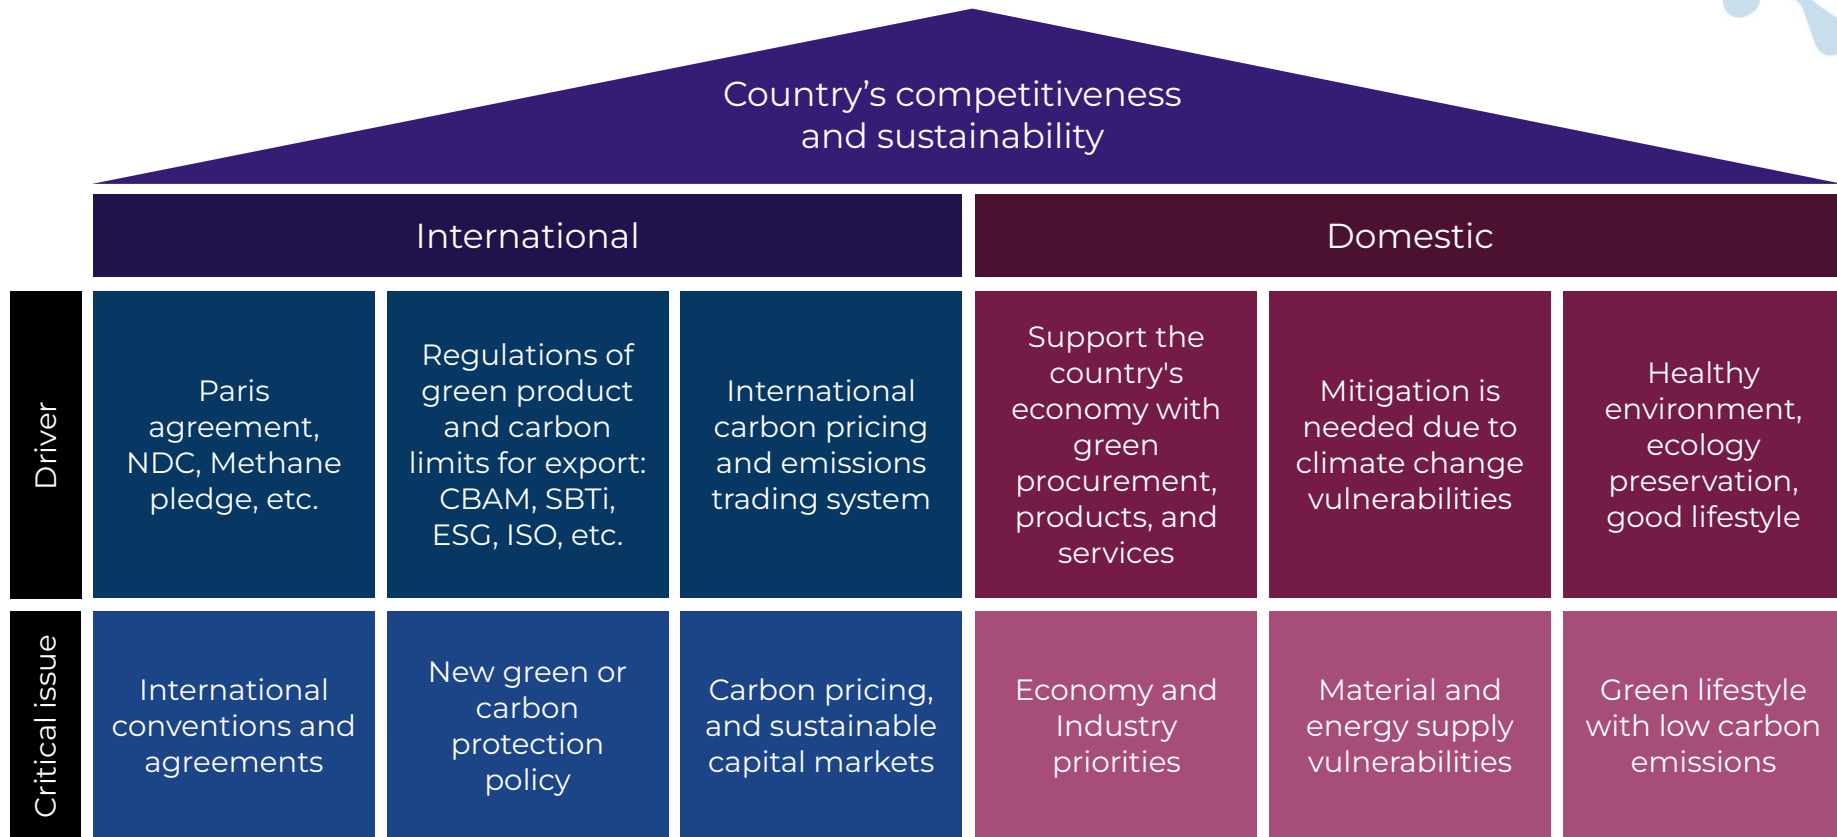 Country’s competitiveness
and sustainability
International
Domestic
Driver
Paris
agreement,
NDC, Methane
pledge, etc.
Regulations of
green product
and carbon
limits for export:
CBAM, SBTi,
ESG, ISO, etc.
International
carbon pricing
and emissions
trading system
Support the
country's
economy with
green
procurement,
products, and
services
Mitigation is
needed due to
climate change
vulnerabilities
Healthy
environment,
ecology
preservation,
good lifestyle
Critical issue
International
conventions and
agreements
New green or
carbon
protection
policy
Carbon pricing,
and sustainable
capital markets
Economy and
Industry
priorities
Material and
energy supply
vulnerabilities
Green lifestyle
with low carbon
emissions